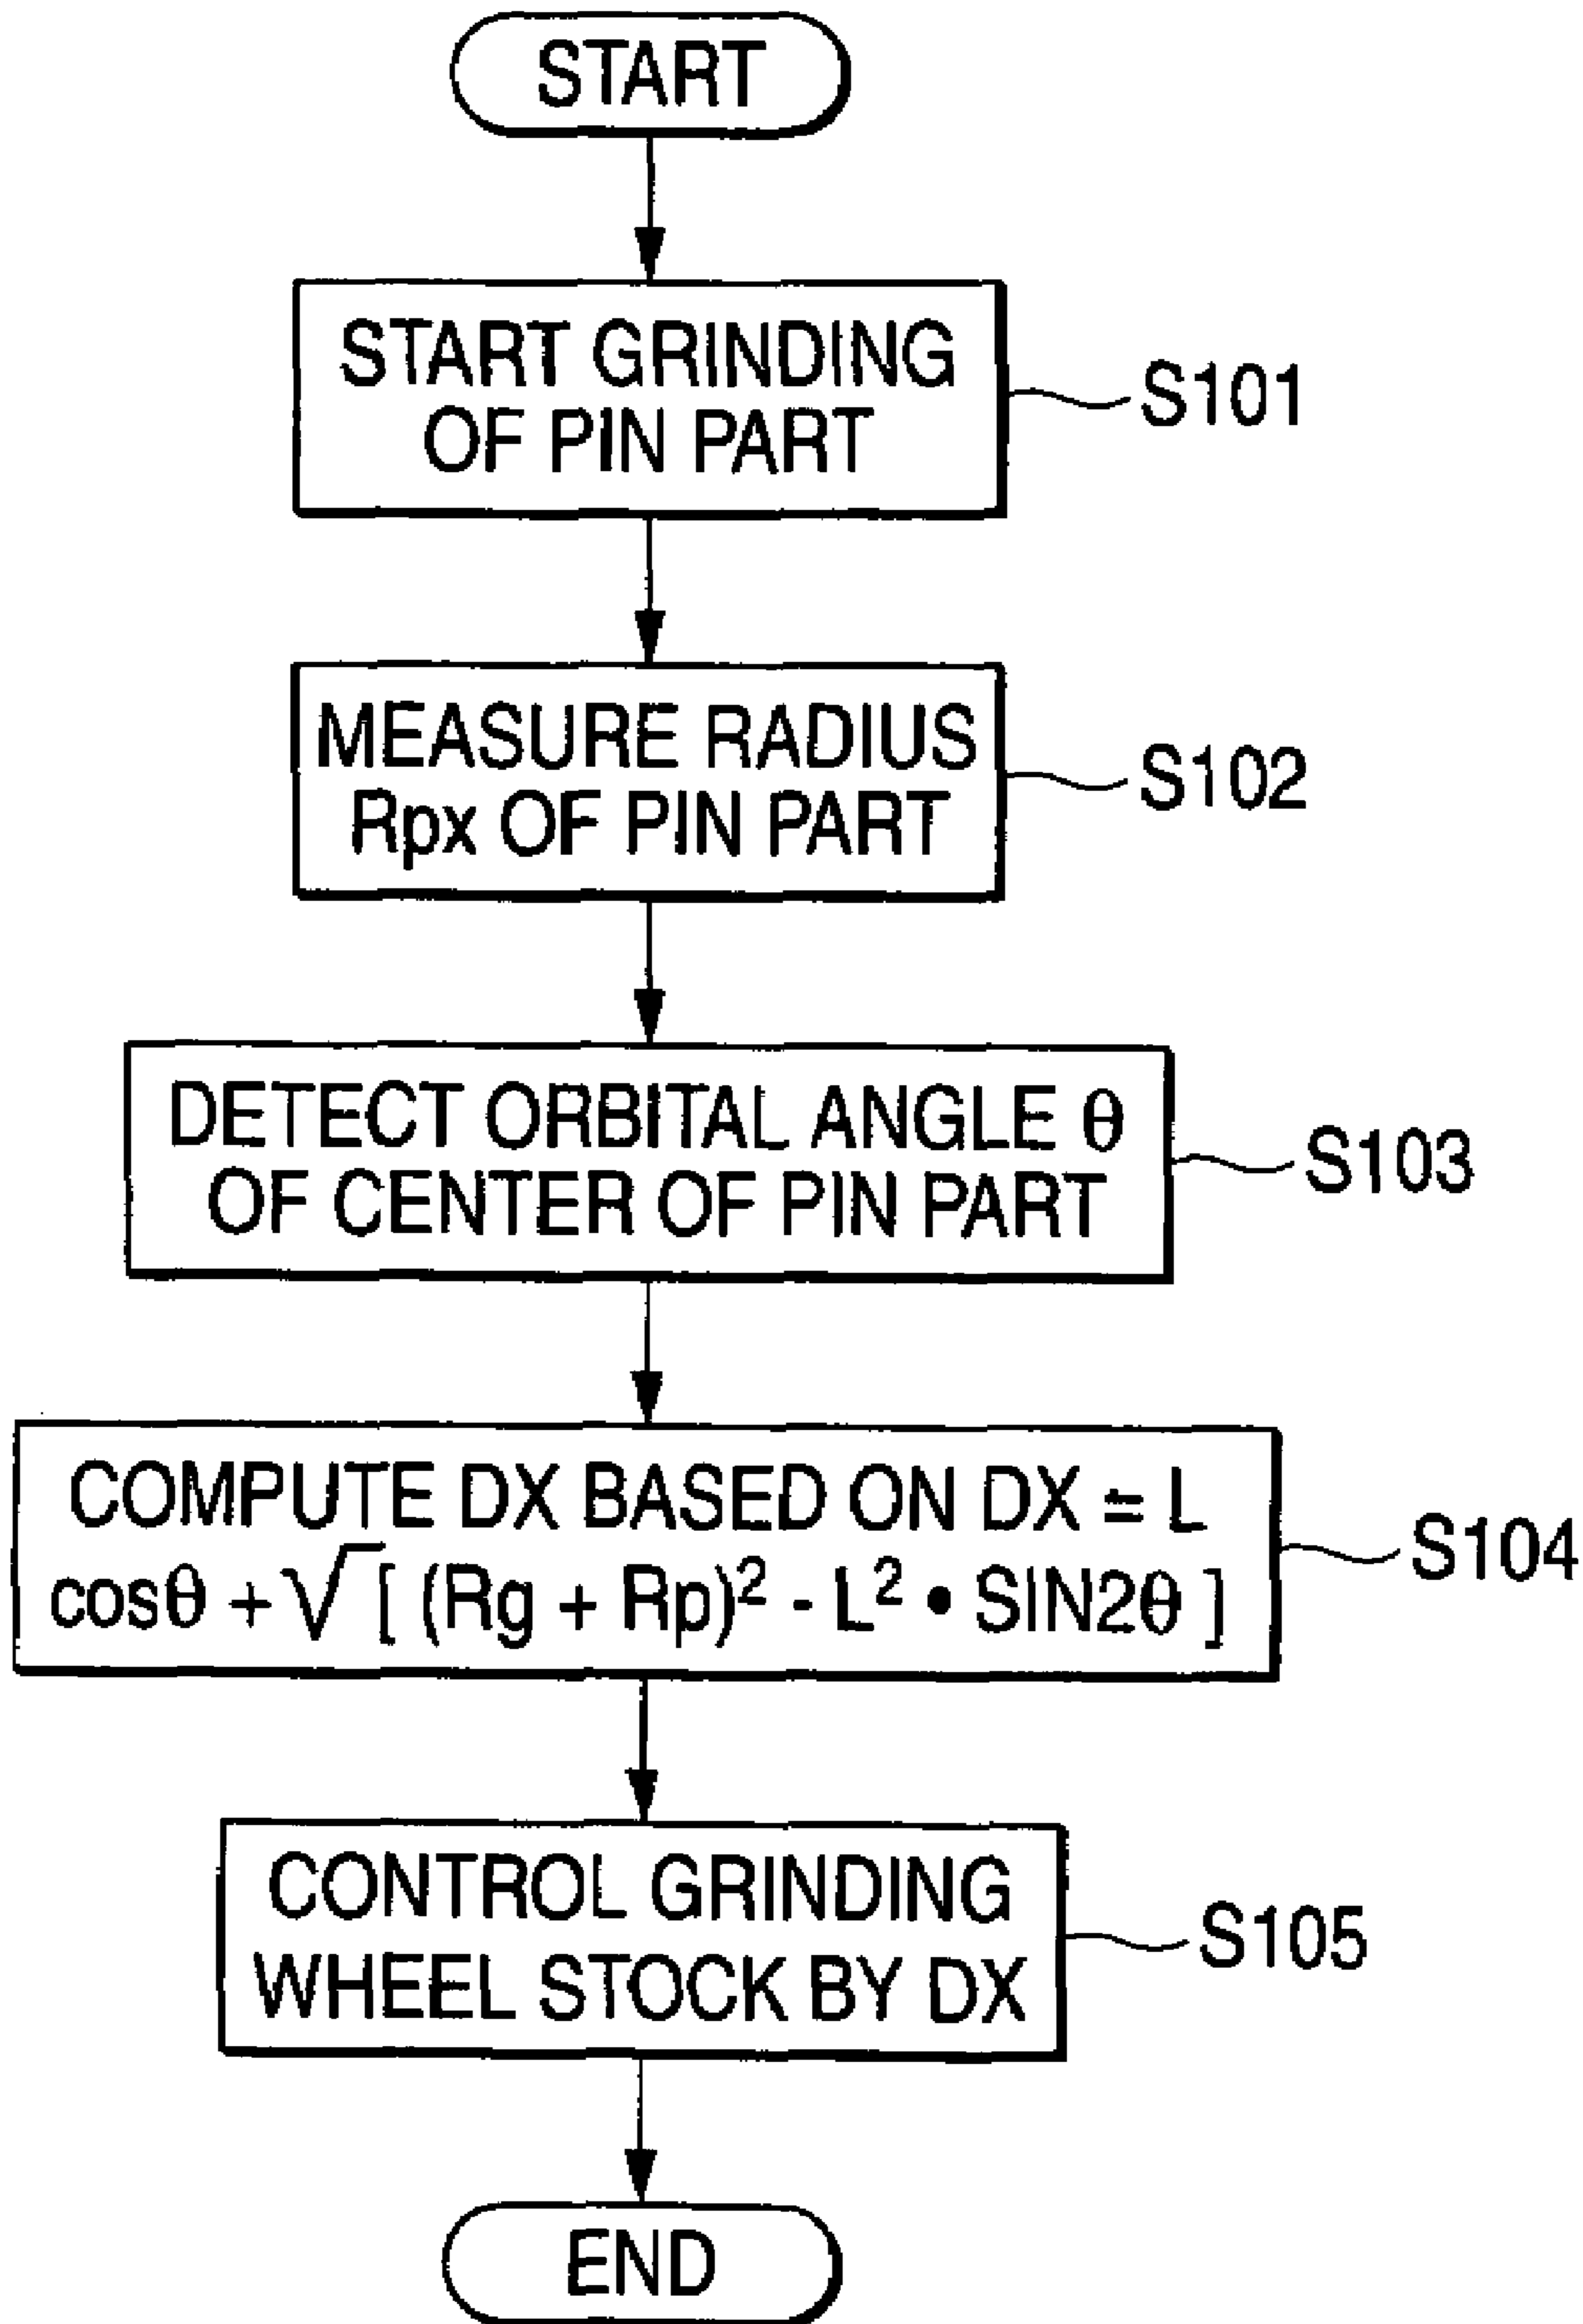 START
START GRINDING
OF PIN PART
S101
MEASURE RADIUS
Rpx OF PIN PART
S102
DETECT ORBITAL ANGLE θ
OF CENTER OF PIN PART
S103
COMPUTE DX BASED ON DX = L
cosθ + √[ (Rg + Rp)² - L² • SIN2θ ]
S104
CONTROL GRINDING
WHEEL STOCK BY DX
S105
END